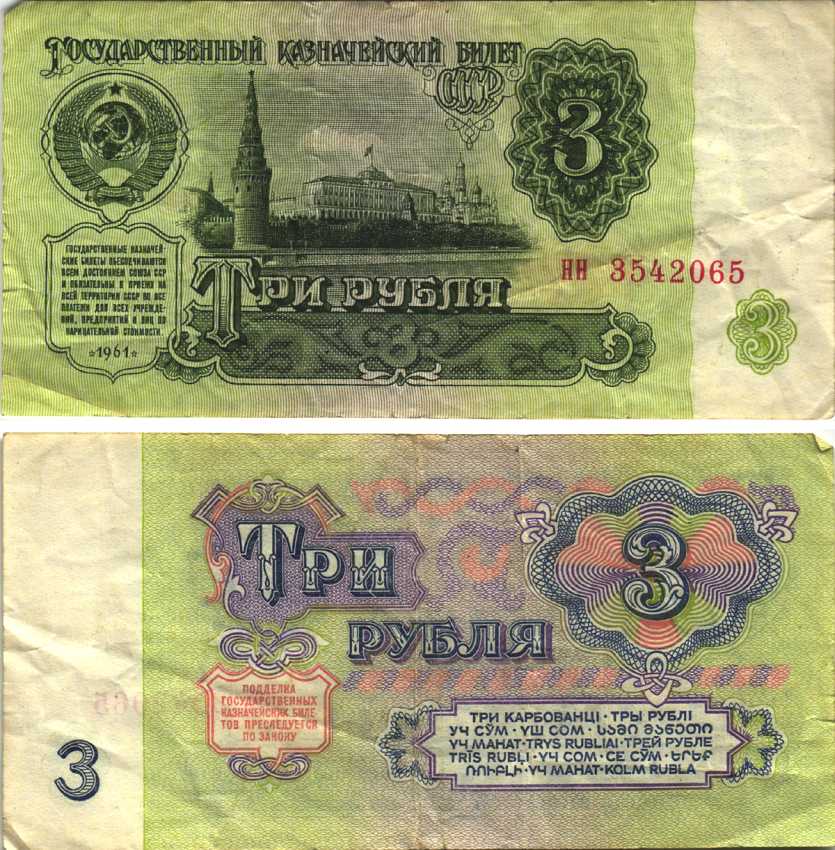 ГОСУДАРСТВЕННЫЙ КАЗНАЧЕЙСКИЙ БИЛЕТ
СССР
3
ГОСУДАРСТВЕННЫЕ КАЗНАЧЕЙ-
СКИЕ БИЛЕТЫ ОБЕСПЕЧИВАЮТСЯ
ВСЕМ ДОСТОЯНИЕМ СОЮЗА ССР
И ОБЯЗАТЕЛЬНЫ К ПРИЕМУ НА
ВСЕЙ ТЕРРИТОРИИ СССР ВО ВСЕ
ПЛАТЕЖИ ДЛЯ ВСЕХ УЧРЕЖДЕ-
НИЙ, ПРЕДПРИЯТИЙ И ЛИЦ ПО
НАРИЦАТЕЛЬНОЙ СТОИМОСТИ.
1961
НН 3542065
ТРИ РУБЛЯ
3
ТРИ
РУБЛЯ
3
ПОДДЕЛКА
ГОСУДАРСТВЕННЫХ
КАЗНАЧЕЙСКИХ БИЛЕ-
ТОВ ПРЕСЛЕДУЕТСЯ
ПО ЗАКОНУ
3
ТРИ КАРБОВАНЦІ · ТРЫ РУБЛІ
УЧ СЎМ · ҮШ СОМ · ᲡᲐᲛᲘ ᲛᲐᲜᲔᲗᲘ
ҮЧ МАНАТ · TRYS RUBLIAI · ТРЕЙ РУБЛЕ
TRĪS RUBĻI · ҮЧ СОМ · СЕ СЎМ · ԵՐԵՔ
ՌՈՒԲԼԻ · ҮЧ МАНАТ · KOLM RUBLA